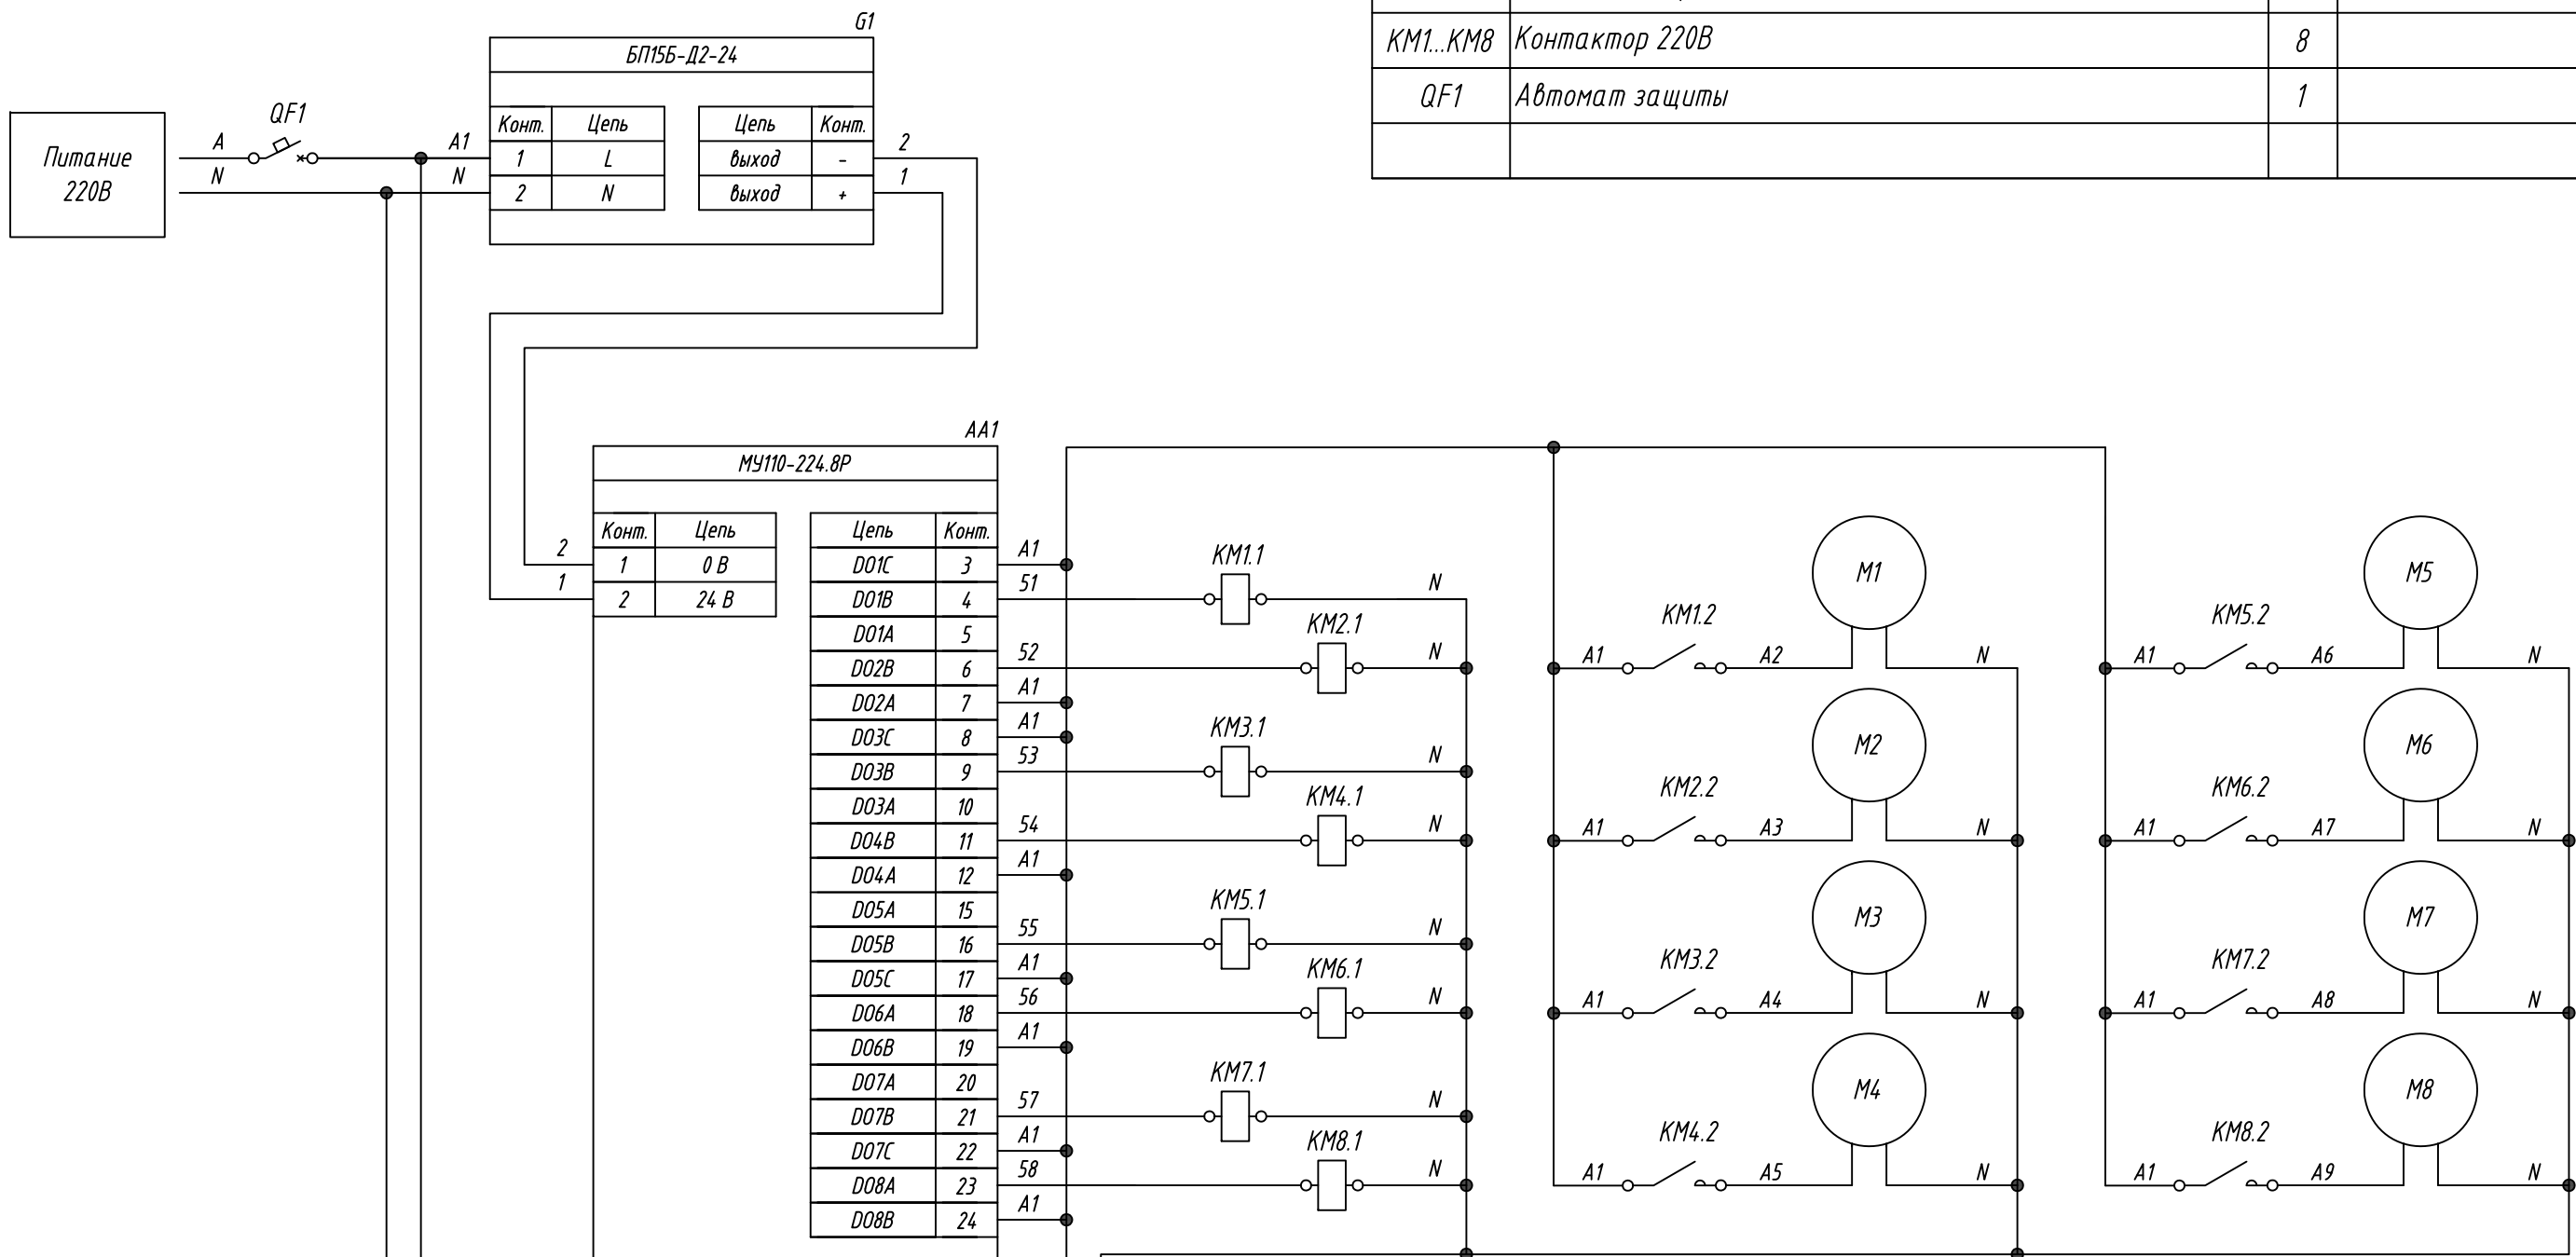 КМ1...КМ8 Контактор 220В 8
QF1 Автомат защиты 1
G1
БП15Б-Д2-24
Питание
220В
QF1
A
N
A1
N
Конт. Цепь
1 L
2 N
Цепь Конт.
выход -
выход +
2
1
AA1
МУ110-224.8Р
2
1
Конт. Цепь
1 0 В
2 24 В
Цепь Конт.
DO1C 3 A1
DO1B 4 51
DO1A 5
DO2B 6 52
DO2A 7 A1
DO3C 8 A1
DO3B 9 53
DO3A 10
DO4B 11 54
DO4A 12 A1
DO5A 15
DO5B 16 55
DO5C 17 A1
DO6A 18 56
DO6B 19 A1
DO7A 20
DO7B 21 57
DO7C 22 A1
DO8A 23 58
DO8B 24 A1
KM1.1 N
KM2.1 N
KM3.1 N
KM4.1 N
KM5.1 N
KM6.1 N
KM7.1 N
KM8.1 N
M1
KM1.2
A1 A2 N
M2
KM2.2
A1 A3 N
M3
KM3.2
A1 A4 N
M4
KM4.2
A1 A5 N
M5
KM5.2
A1 A6 N
M6
KM6.2
A1 A7 N
M7
KM7.2
A1 A8 N
M8
KM8.2
A1 A9 N